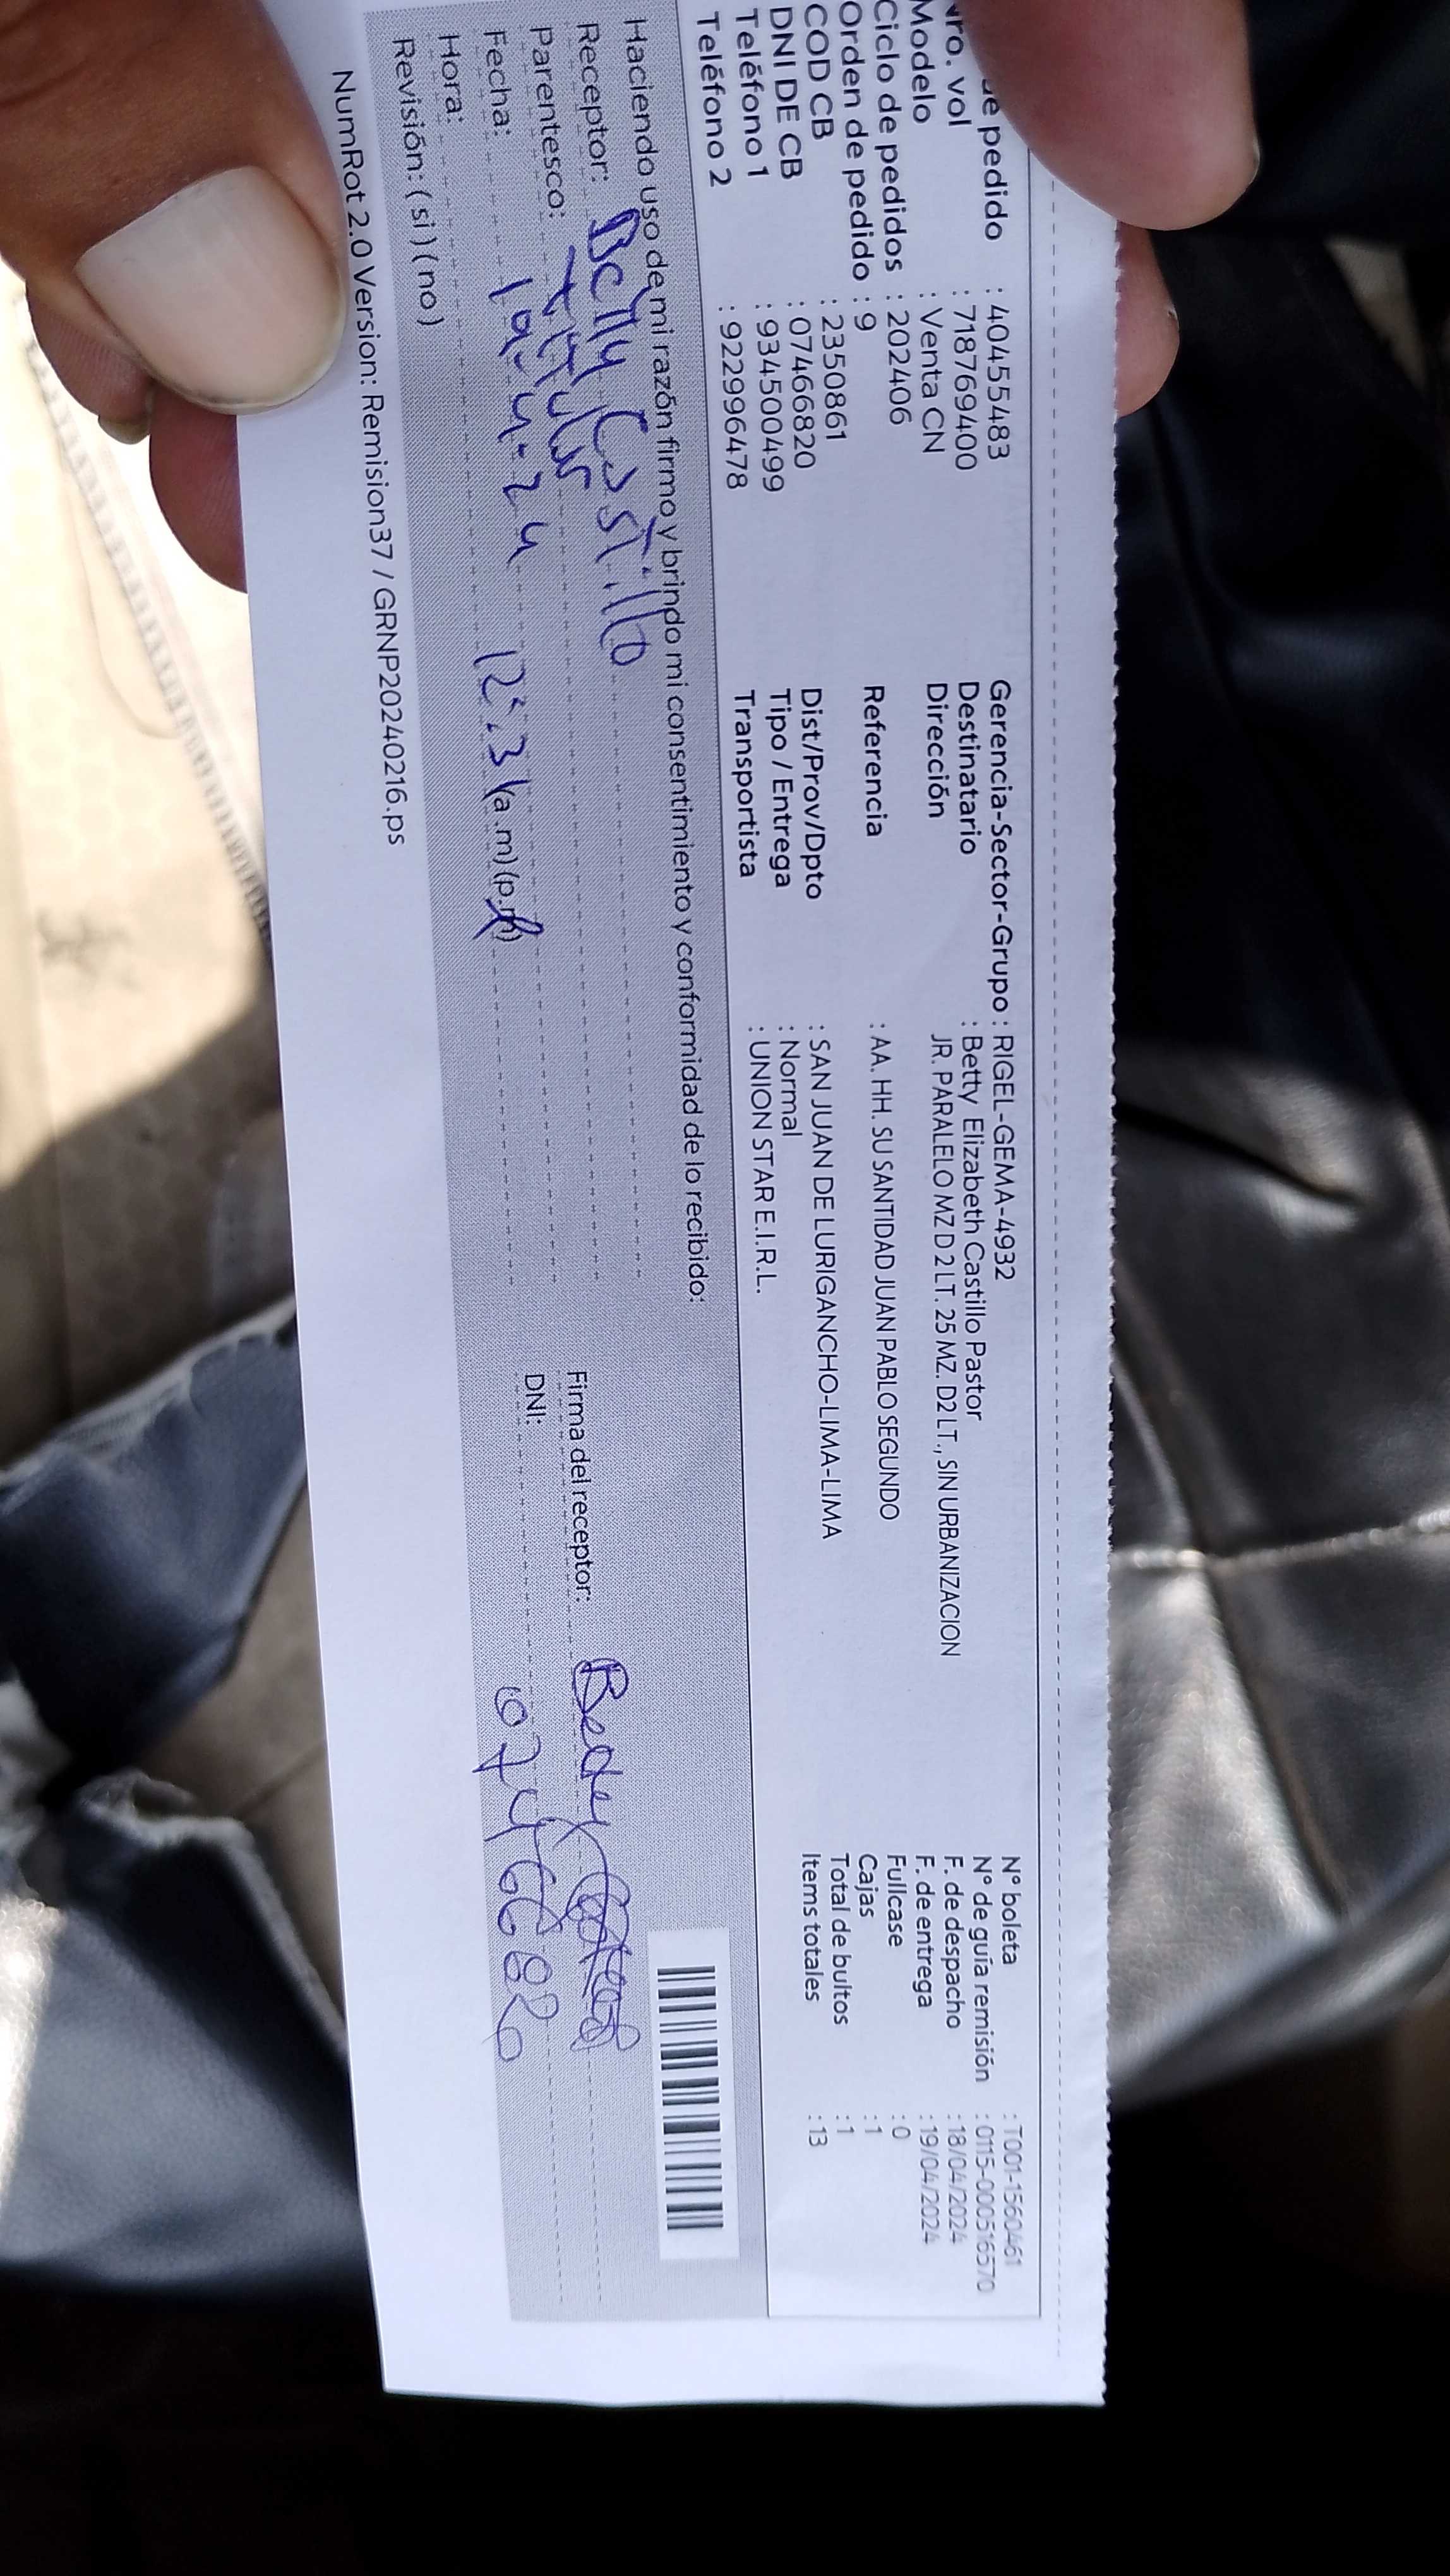 de pedido : 40455483
Nro. vol : 718769400
Modelo : Venta CN
Ciclo de pedidos : 202406
Orden de pedido : 9
COD CB : 2350861
DNI DE CB : 07466820
Teléfono 1 : 934500499
Teléfono 2 : 922996478
Gerencia-Sector-Grupo : RIGEL-GEMA-4932
Destinatario : Betty Elizabeth Castillo Pastor
Dirección JR. PARALELO MZ D 2 LT. 25 MZ. D2 LT., SIN URBANIZACION
Referencia : AA. HH. SU SANTIDAD JUAN PABLO SEGUNDO
Dist/Prov/Dpto : SAN JUAN DE LURIGANCHO-LIMA-LIMA
Tipo / Entrega : Normal
Transportista : UNION STAR E.I.R.L.
N° boleta : T001-1560461
N° de guía remisión : 0115-000516570
F. de despacho : 18/04/2024
F. de entrega : 19/04/2024
Fullcase : 0
Cajas : 1
Total de bultos : 1
Items totales : 13
Haciendo uso de mi razón firmo y brindo mi consentimiento y conformidad de lo recibido:
Receptor: Betty Castillo
Parentesco: titular
Fecha: 19-4-24
Hora: 12:31 (a.m) (p.m)
Revisión: ( si ) ( no )
Firma del receptor:
DNI: 07466820
NumRot 2.0 Version: Remision37 / GRNP20240216.ps